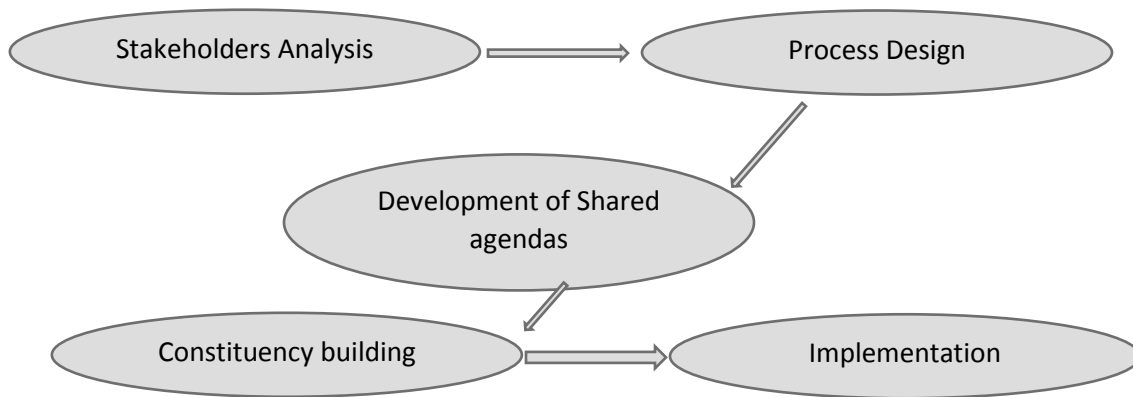 Stakeholders Analysis
Process Design
Development of Shared
agendas
Constituency building
Implementation